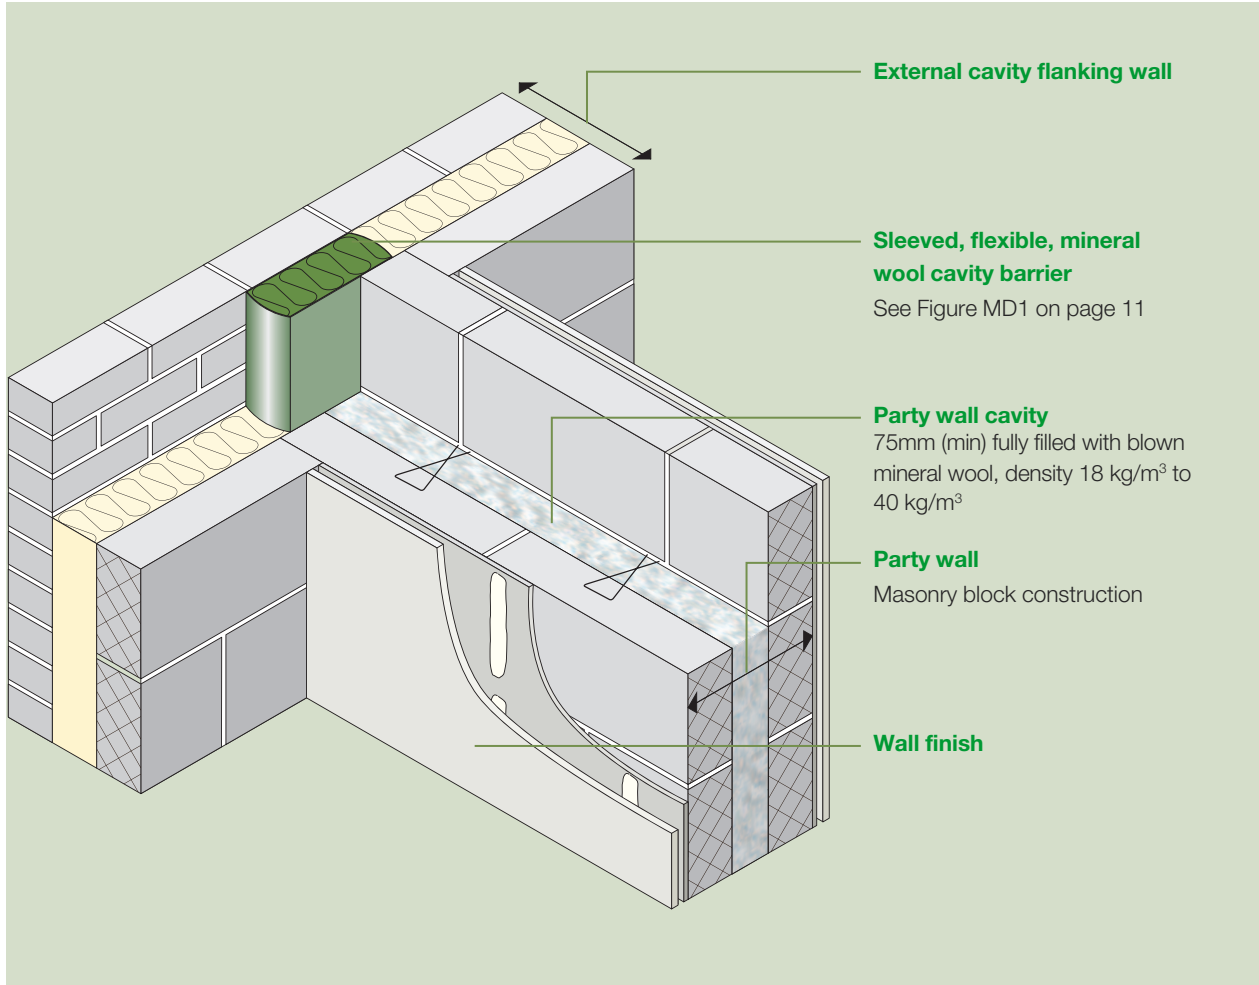 External cavity flanking wall
Sleeved, flexible, mineral
wool cavity barrier
See Figure MD1 on page 11
Party wall cavity
75mm (min) fully filled with blown
mineral wool, density 18 kg/m³ to
40 kg/m³
Party wall
Masonry block construction
Wall finish